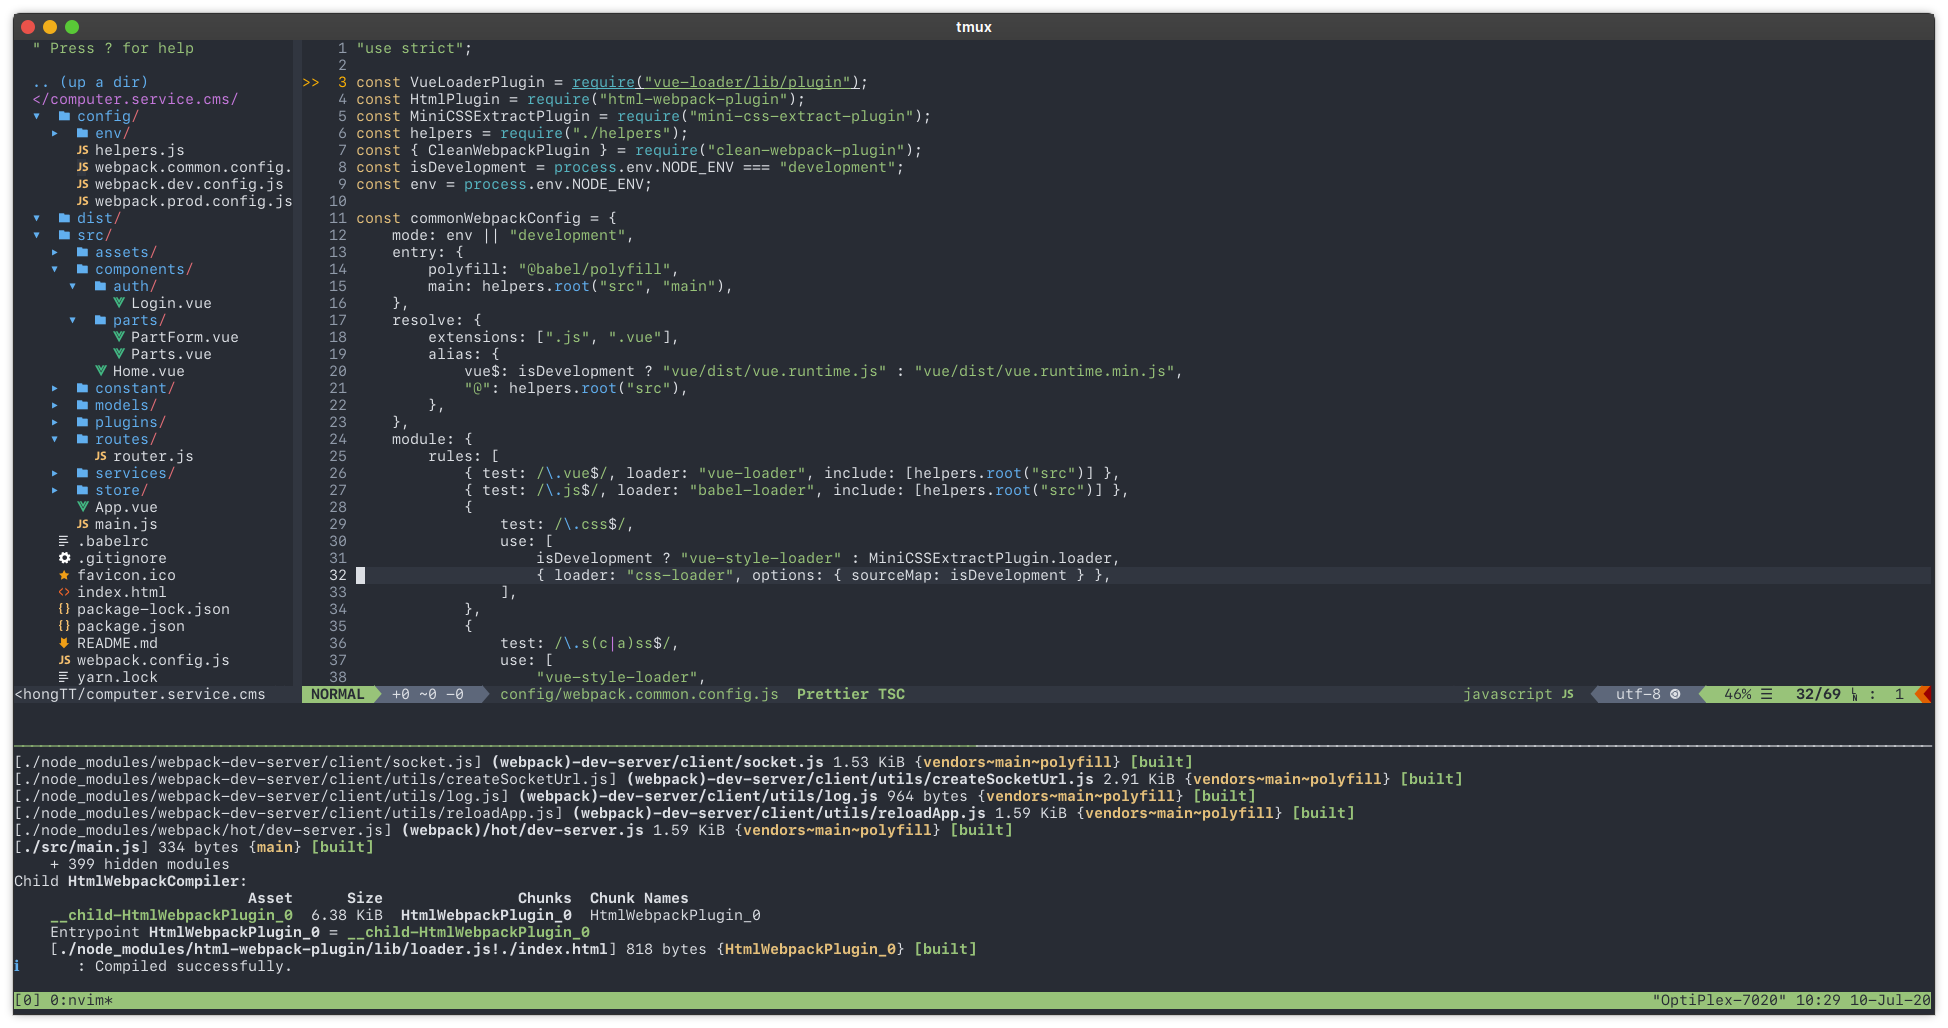 tmux
" Press ? for help
.. (up a dir)
</computer.service.cms/
config/
env/
helpers.js
webpack.common.config.
webpack.dev.config.js
webpack.prod.config.js
dist/
src/
assets/
components/
auth/
Login.vue
parts/
PartForm.vue
Parts.vue
Home.vue
constant/
models/
plugins/
routes/
router.js
services/
store/
App.vue
main.js
.babelrc
.gitignore
favicon.ico
index.html
package-lock.json
package.json
README.md
webpack.config.js
yarn.lock
<hongTT/computer.service.cms
1 "use strict";
2
>> 3 const VueLoaderPlugin = require("vue-loader/lib/plugin");
4 const HtmlPlugin = require("html-webpack-plugin");
5 const MiniCSSExtractPlugin = require("mini-css-extract-plugin");
6 const helpers = require("./helpers");
7 const { CleanWebpackPlugin } = require("clean-webpack-plugin");
8 const isDevelopment = process.env.NODE_ENV === "development";
9 const env = process.env.NODE_ENV;
10
11 const commonWebpackConfig = {
12     mode: env || "development",
13     entry: {
14         polyfill: "@babel/polyfill",
15         main: helpers.root("src", "main"),
16     },
17     resolve: {
18         extensions: [".js", ".vue"],
19         alias: {
20             vue$: isDevelopment ? "vue/dist/vue.runtime.js" : "vue/dist/vue.runtime.min.js",
21             "@": helpers.root("src"),
22         },
23     },
24     module: {
25         rules: [
26             { test: /\.vue$/, loader: "vue-loader", include: [helpers.root("src")] },
27             { test: /\.js$/, loader: "babel-loader", include: [helpers.root("src")] },
28             {
29                 test: /\.css$/,
30                 use: [
31                     isDevelopment ? "vue-style-loader" : MiniCSSExtractPlugin.loader,
32                     { loader: "css-loader", options: { sourceMap: isDevelopment } },
33                 ],
34             },
35             {
36                 test: /\.s(c|a)ss$/,
37                 use: [
38                     "vue-style-loader",
NORMAL +0 ~0 -0 config/webpack.common.config.js Prettier TSC javascript JS utf-8 46% ☰ 32/69 : 1
[./node_modules/webpack-dev-server/client/socket.js] (webpack)-dev-server/client/socket.js 1.53 KiB {vendors~main~polyfill} [built]
[./node_modules/webpack-dev-server/client/utils/createSocketUrl.js] (webpack)-dev-server/client/utils/createSocketUrl.js 2.91 KiB {vendors~main~polyfill} [built]
[./node_modules/webpack-dev-server/client/utils/log.js] (webpack)-dev-server/client/utils/log.js 964 bytes {vendors~main~polyfill} [built]
[./node_modules/webpack-dev-server/client/utils/reloadApp.js] (webpack)-dev-server/client/utils/reloadApp.js 1.59 KiB {vendors~main~polyfill} [built]
[./node_modules/webpack/hot/dev-server.js] (webpack)/hot/dev-server.js 1.59 KiB {vendors~main~polyfill} [built]
[./src/main.js] 334 bytes {main} [built]
    + 399 hidden modules
Child HtmlWebpackCompiler:
Asset Size Chunks Chunk Names
__child-HtmlWebpackPlugin_0 6.38 KiB HtmlWebpackPlugin_0 HtmlWebpackPlugin_0
Entrypoint HtmlWebpackPlugin_0 = __child-HtmlWebpackPlugin_0
[./node_modules/html-webpack-plugin/lib/loader.js!./index.html] 818 bytes {HtmlWebpackPlugin_0} [built]
ℹ : Compiled successfully.
[0] 0:nvim* "OptiPlex-7020" 10:29 10-Jul-20